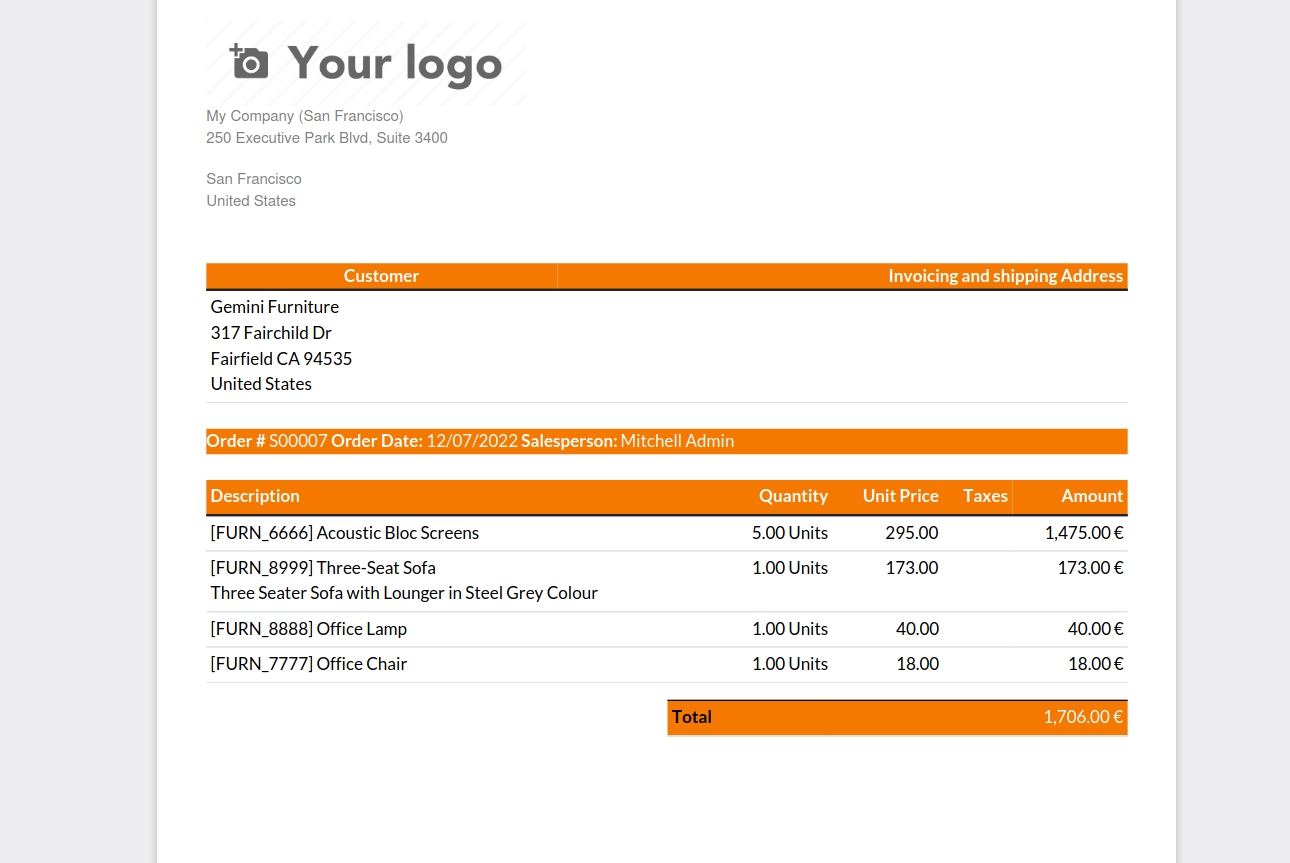 Your logo
My Company (San Francisco)
250 Executive Park Blvd, Suite 3400
San Francisco
United States
Customer Invoicing and shipping Address
Gemini Furniture
317 Fairchild Dr
Fairfield CA 94535
United States
Order # S00007 Order Date: 12/07/2022 Salesperson: Mitchell Admin
Description Quantity Unit Price Taxes Amount
[FURN_6666] Acoustic Bloc Screens 5.00 Units 295.00 1,475.00 €
[FURN_8999] Three-Seat Sofa 1.00 Units 173.00 173.00 €
Three Seater Sofa with Lounger in Steel Grey Colour
[FURN_8888] Office Lamp 1.00 Units 40.00 40.00 €
[FURN_7777] Office Chair 1.00 Units 18.00 18.00 €
Total 1,706.00 €